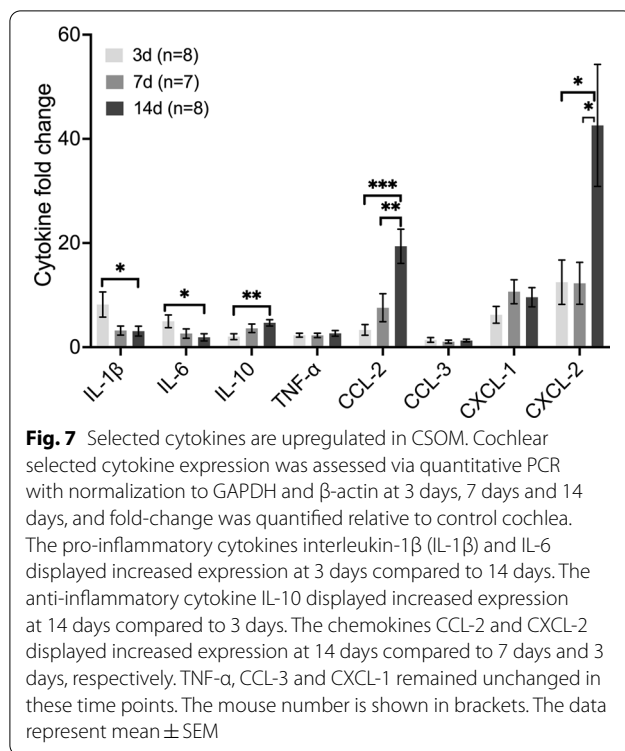 60
40
20
0
Cytokine fold change
3d (n=8)
7d (n=7)
14d (n=8)
*
*
**
***
**
*
*
IL-1β
IL-6
IL-10
TNF-α
CCL-2
CCL-3
CXCL-1
CXCL-2
Fig. 7 Selected cytokines are upregulated in CSOM. Cochlear
selected cytokine expression was assessed via quantitative PCR
with normalization to GAPDH and β-actin at 3 days, 7 days and 14
days, and fold-change was quantified relative to control cochlea.
The pro-inflammatory cytokines interleukin-1β (IL-1β) and IL-6
displayed increased expression at 3 days compared to 14 days. The
anti-inflammatory cytokine IL-10 displayed increased expression
at 14 days compared to 3 days. The chemokines CCL-2 and CXCL-2
displayed increased expression at 14 days compared to 7 days and 3
days, respectively. TNF-α, CCL-3 and CXCL-1 remained unchanged in
these time points. The mouse number is shown in brackets. The data
represent mean ± SEM